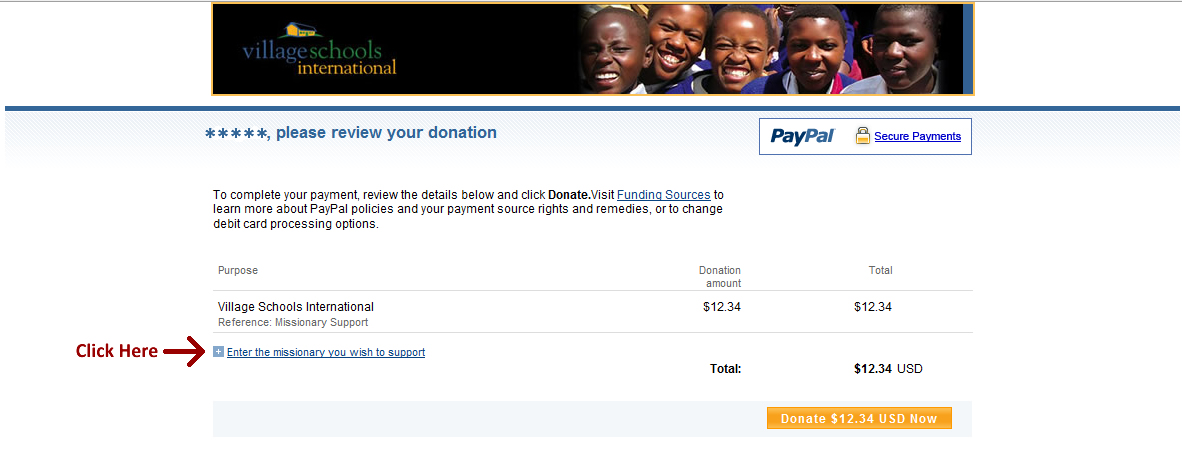 villageschools
international
*****, please review your donation
PayPal Secure Payments
To complete your payment, review the details below and click Donate.Visit Funding Sources to
learn more about PayPal policies and your payment source rights and remedies, or to change
debit card processing options.
Purpose Donation Total
amount
Village Schools International $12.34 $12.34
Reference: Missionary Support
Click Here Enter the missionary you wish to support
Total: $12.34 USD
Donate $12.34 USD Now